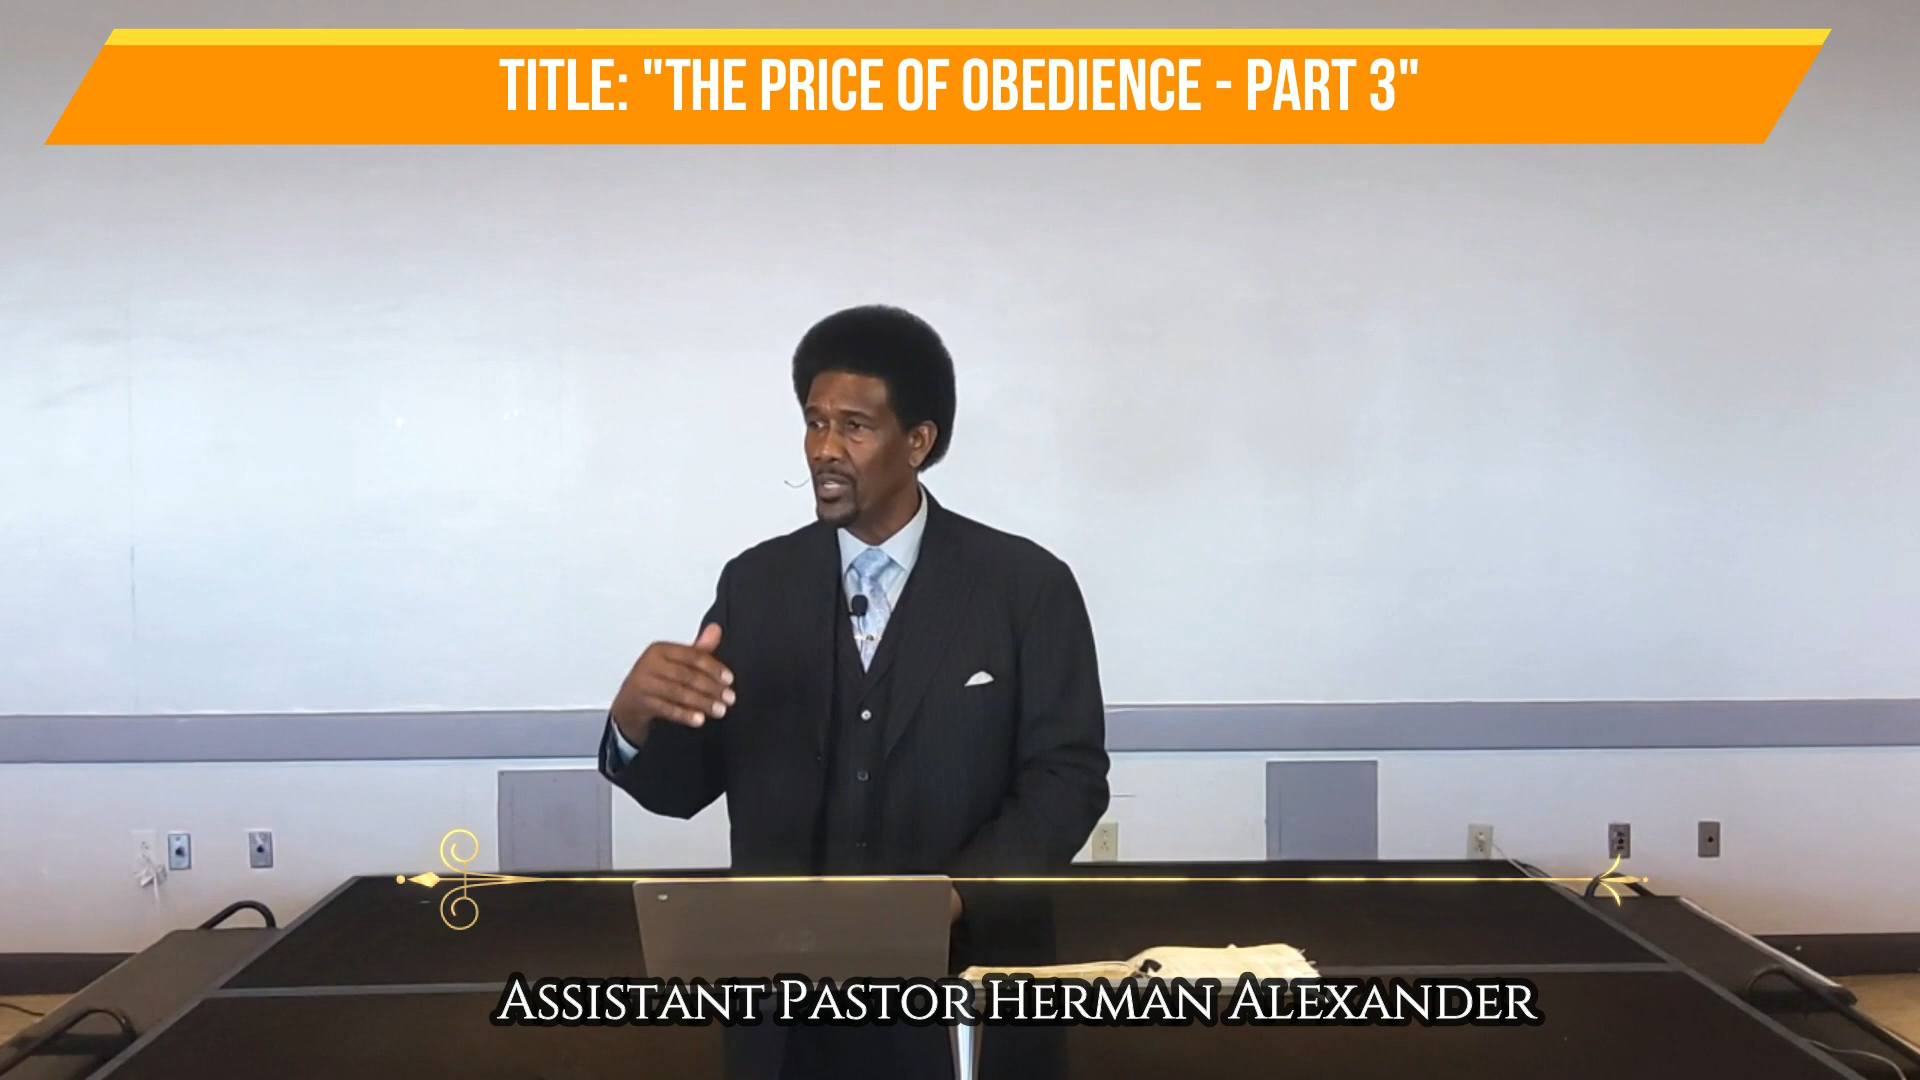 TITLE: "THE PRICE OF OBEDIENCE - PART 3"
ASSISTANT PASTOR HERMAN ALEXANDER